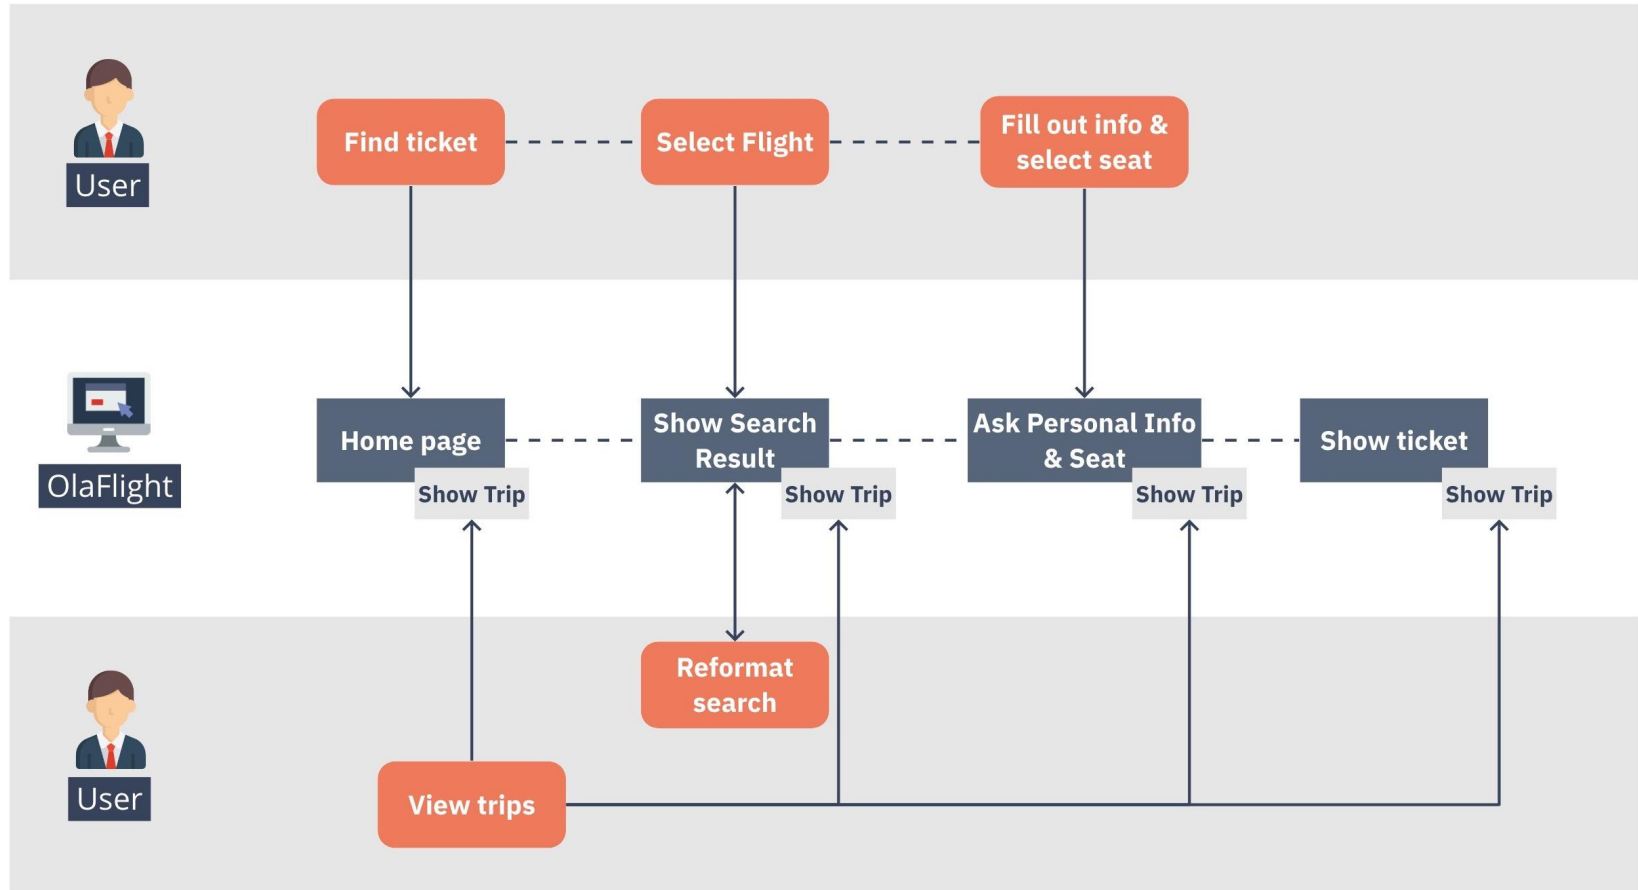 Find ticket
Select Flight
Fill out info &
select seat
User
Home page
Show Search
Result
Ask Personal Info
& Seat
Show ticket
OlaFlight
Show Trip
Show Trip
Show Trip
Show Trip
Reformat
search
User
View trips